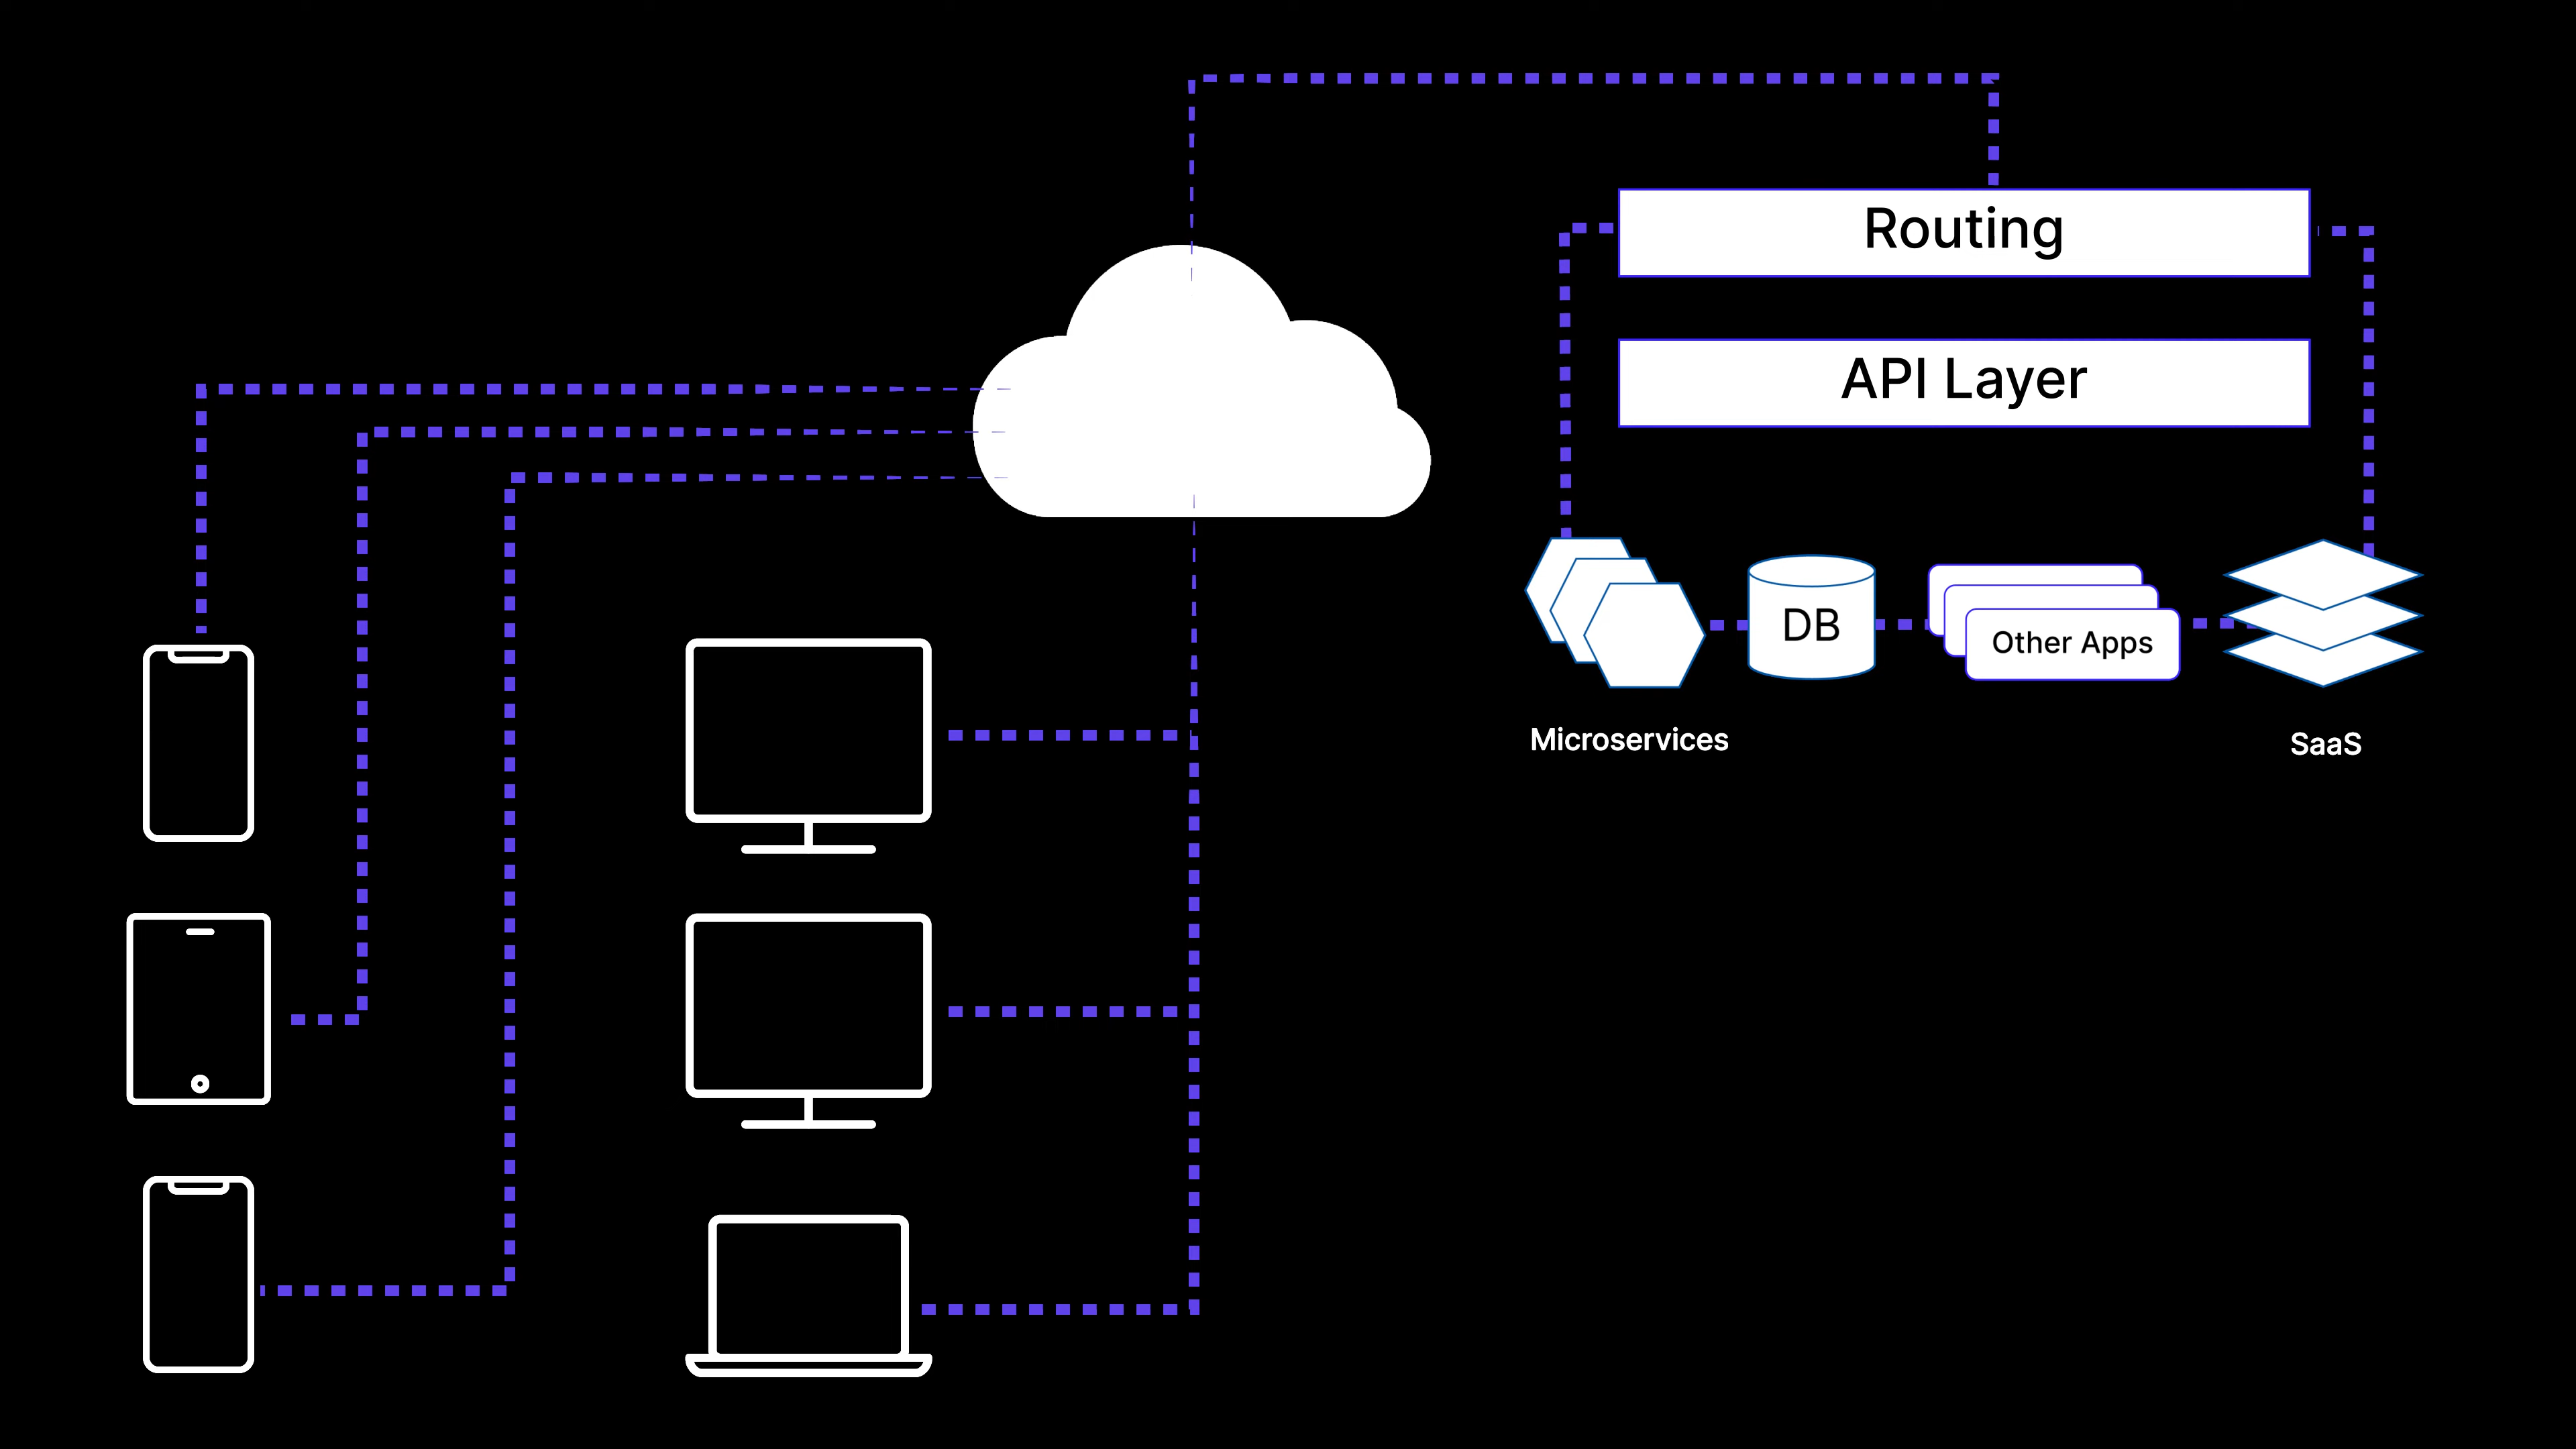 Routing
API Layer
DB
Other Apps
Microservices
SaaS